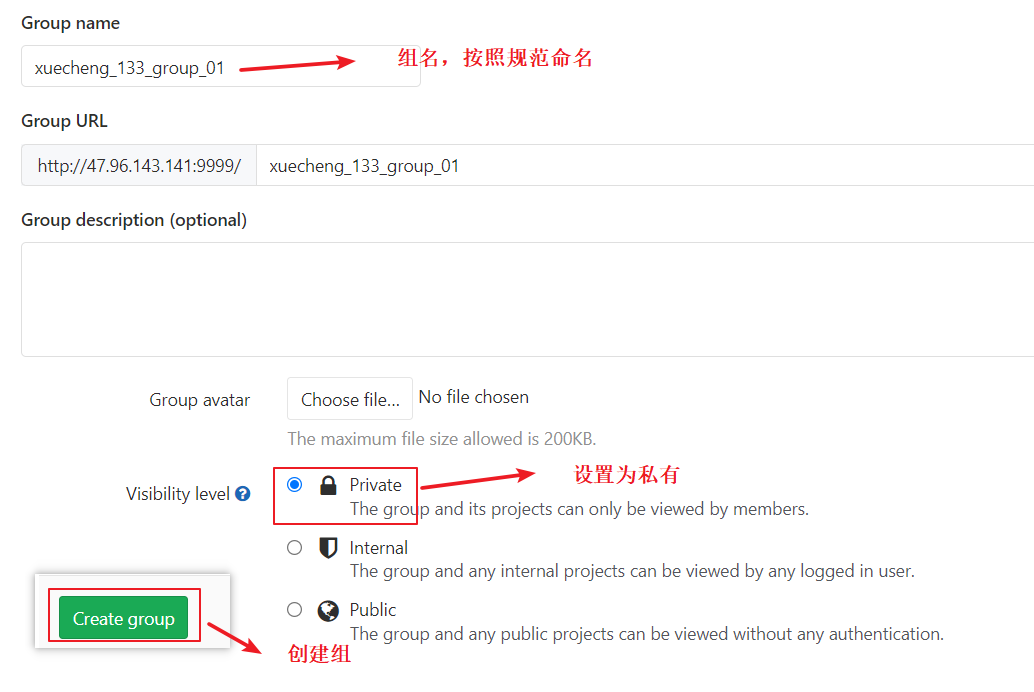 Group name
xuecheng_133_group_01
组名，按照规范命名
Group URL
http://47.96.143.141:9999/ xuecheng_133_group_01
Group description (optional)
Group avatar
Choose file... No file chosen
The maximum file size allowed is 200KB.
Visibility level
Private
设置为私有
The group and its projects can only be viewed by members.
Internal
The group and any internal projects can be viewed by any logged in user.
Public
The group and any public projects can be viewed without any authentication.
Create group
创建组